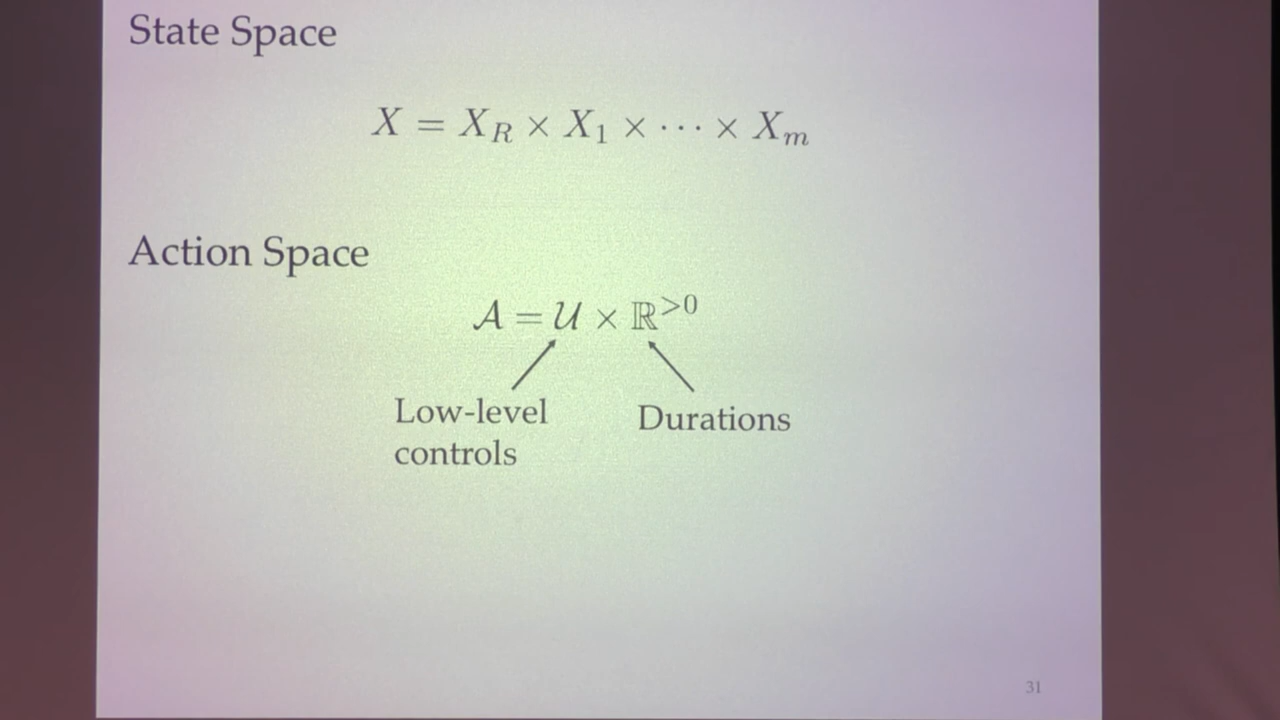 State Space
X = X_R × X_1 × ⋯ × X_m
Action Space
𝒜 = 𝒰 × ℝ^{>0}
Low-level
controls
Durations
31